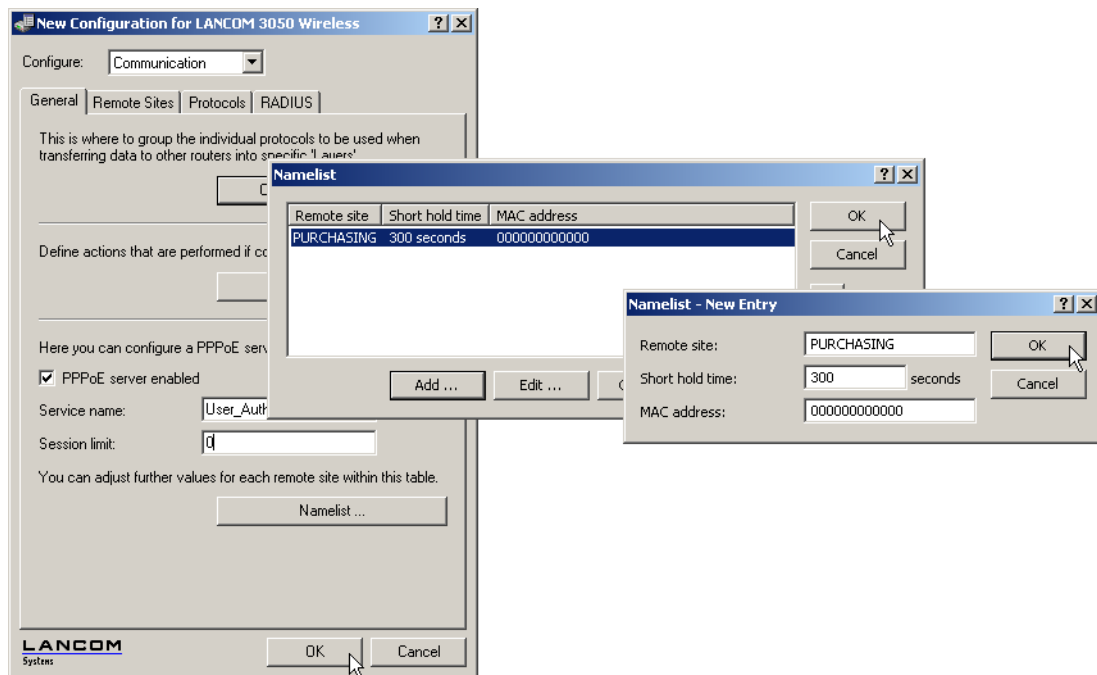 New Configuration for LANCOM 3050 Wireless
Configure: Communication
General Remote Sites Protocols RADIUS
This is where to group the individual protocols to be used when
transferring data to other routers into specific 'Layers'
Define actions that are performed if
Here you can configure a PPPoE
PPPoE server enabled
Service name: User_Auth
Session limit: 0
You can adjust further values for each remote site within this table.
Namelist ...
LANCOM
Systems
OK Cancel
Namelist
Remote site Short hold time MAC address
PURCHASING 300 seconds 000000000000
OK
Cancel
Add ... Edit ...
Namelist - New Entry
Remote site: PURCHASING
Short hold time: 300 seconds
MAC address: 000000000000
OK
Cancel